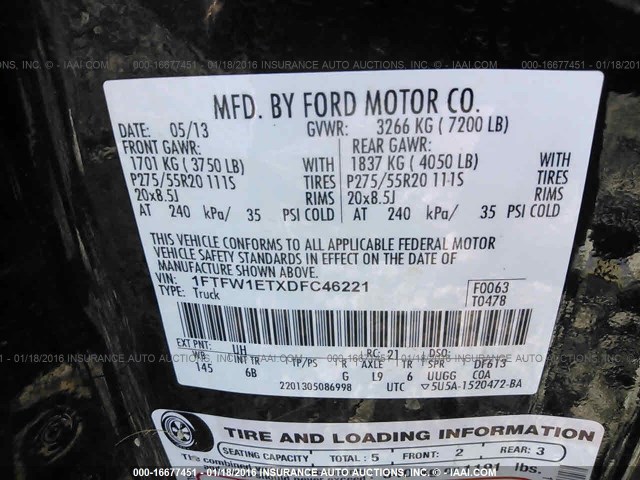 000-16677451 - 01/18/2016 INSURANCE AUTO AUCTIONS, INC. - © IAAI.COM
MFD. BY FORD MOTOR CO.
DATE: 05/13 GVWR: 3266 KG ( 7200 LB)
FRONT GAWR: REAR GAWR:
1701 KG ( 3750 LB) WITH 1837 KG ( 4050 LB) WITH
P275/55R20 111S TIRES P275/55R20 111S TIRES
20x8.5J RIMS 20x8.5J RIMS
AT 240 kPa/ 35 PSI COLD AT 240 kPa/ 35 PSI COLD
THIS VEHICLE CONFORMS TO ALL APPLICABLE FEDERAL MOTOR
VEHICLE SAFETY STANDARDS IN EFFECT ON THE DATE OF
MANUFACTURE SHOWN ABOVE.
VIN: 1FTFW1ETXDFC46221 F0063
TYPE: Truck T0478
EXT PNT: UH RC: 21 DSO:
WB INT TR TP/PS R AXLE TR SPR DF613
145 6B G L9 6 UUGG COA
2201305086998 UTC 5U5A-1520472-BA
TIRE AND LOADING INFORMATION
SEATING CAPACITY TOTAL: 5 FRONT: 2 REAR: 3
combined lbs.
000-16677451 - 01/18/2016 INSURANCE AUTO AUCTIONS, INC. - © IAAI.COM